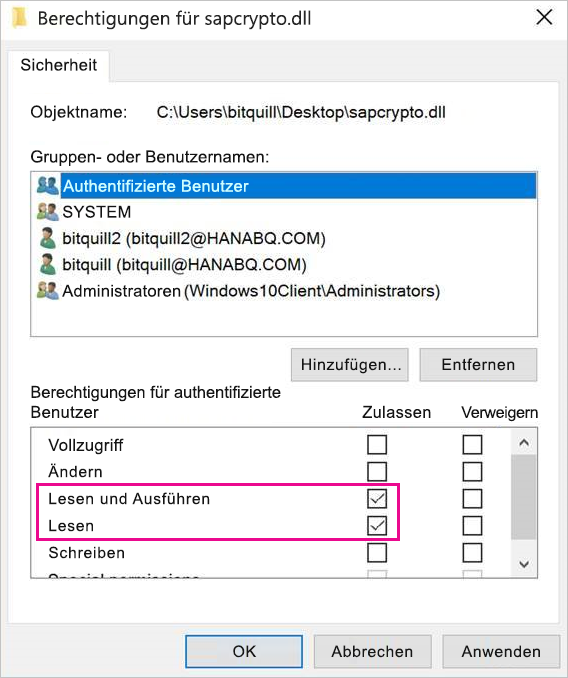 Berechtigungen für sapcrypto.dll
Sicherheit
Objektname: C:\Users\bitquill\Desktop\sapcrypto.dll
Gruppen- oder Benutzernamen:
Authentifizierte Benutzer
SYSTEM
bitquill2 (bitquill2@HANABQ.COM)
bitquill (bitquill@HANABQ.COM)
Administratoren (Windows10Client\Administrators)
Hinzufügen... Entfernen
Berechtigungen für authentifizierte
Benutzer Zulassen Verweigern
Vollzugriff
Ändern
Lesen und Ausführen
Lesen
Schreiben
Special permissions
OK Abbrechen Anwenden